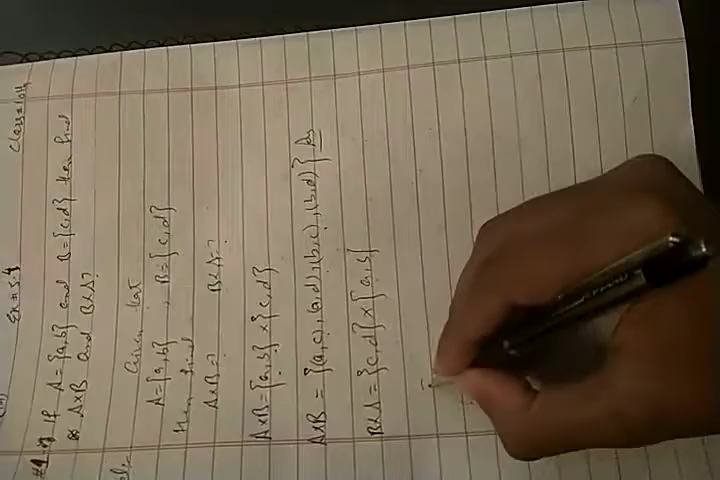 Ex # 5.4 Class 10th
#1. If A = {a,b} and B = {c,d} then find
A×B and B×A?
Given that
A = {a,b} , B = {c,d}
then find
A×B=? B×A=?
A×B = {a,b} × {c,d}
A×B = {(a,c),(a,d),(b,c),(b,d)} Ans
B×A = {c,d} × {a,b}